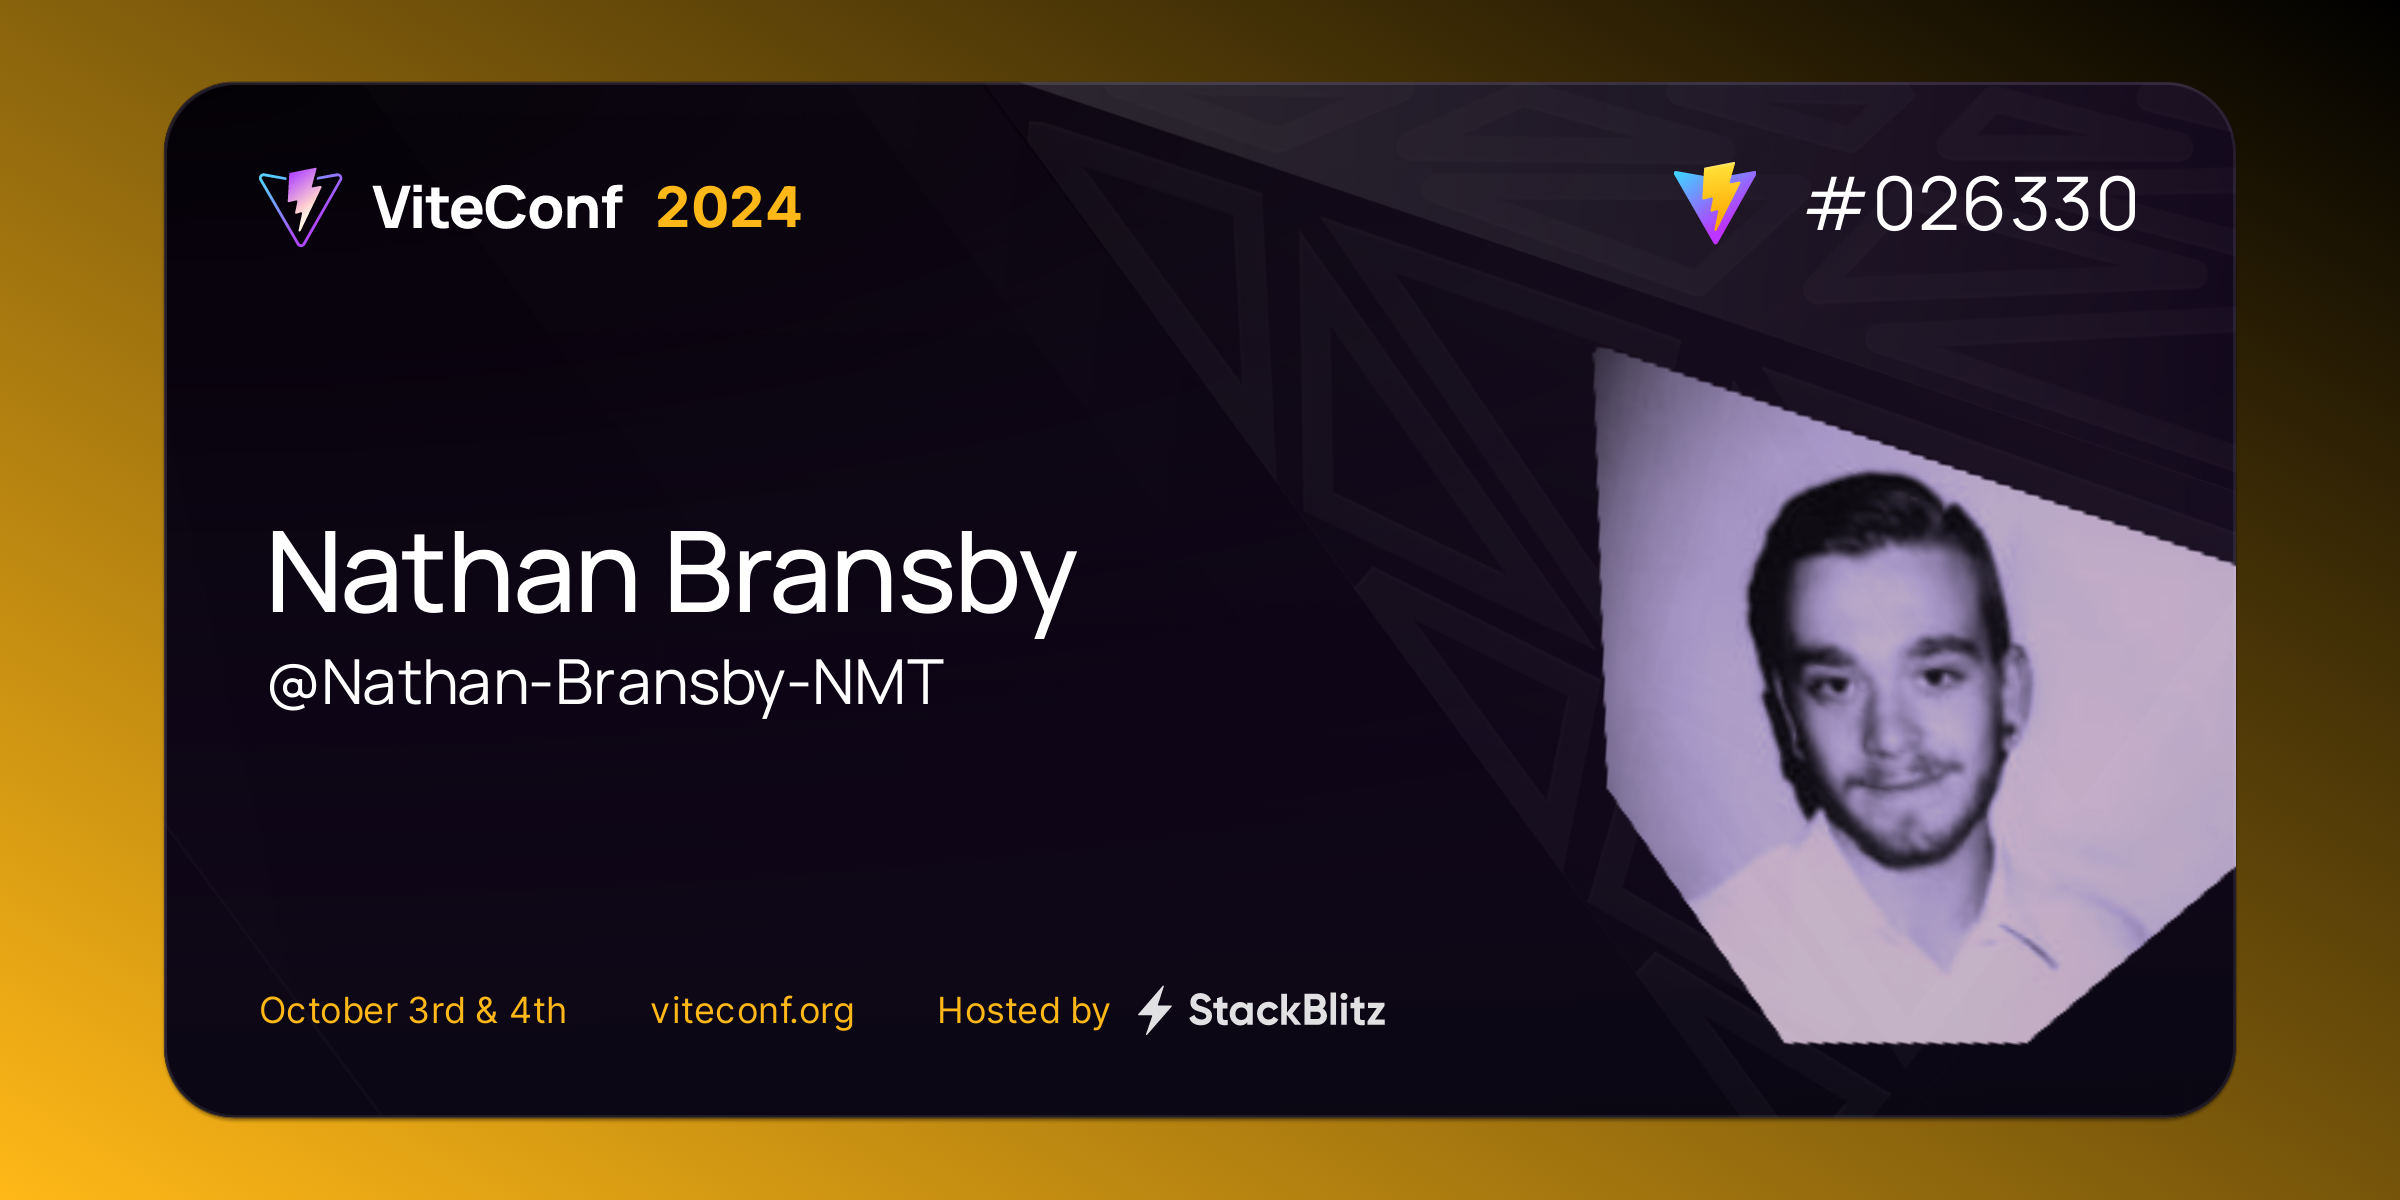 ViteConf 2024
#026330
Nathan Bransby
@Nathan-Bransby-NMT
October 3rd & 4th viteconf.org Hosted by StackBlitz